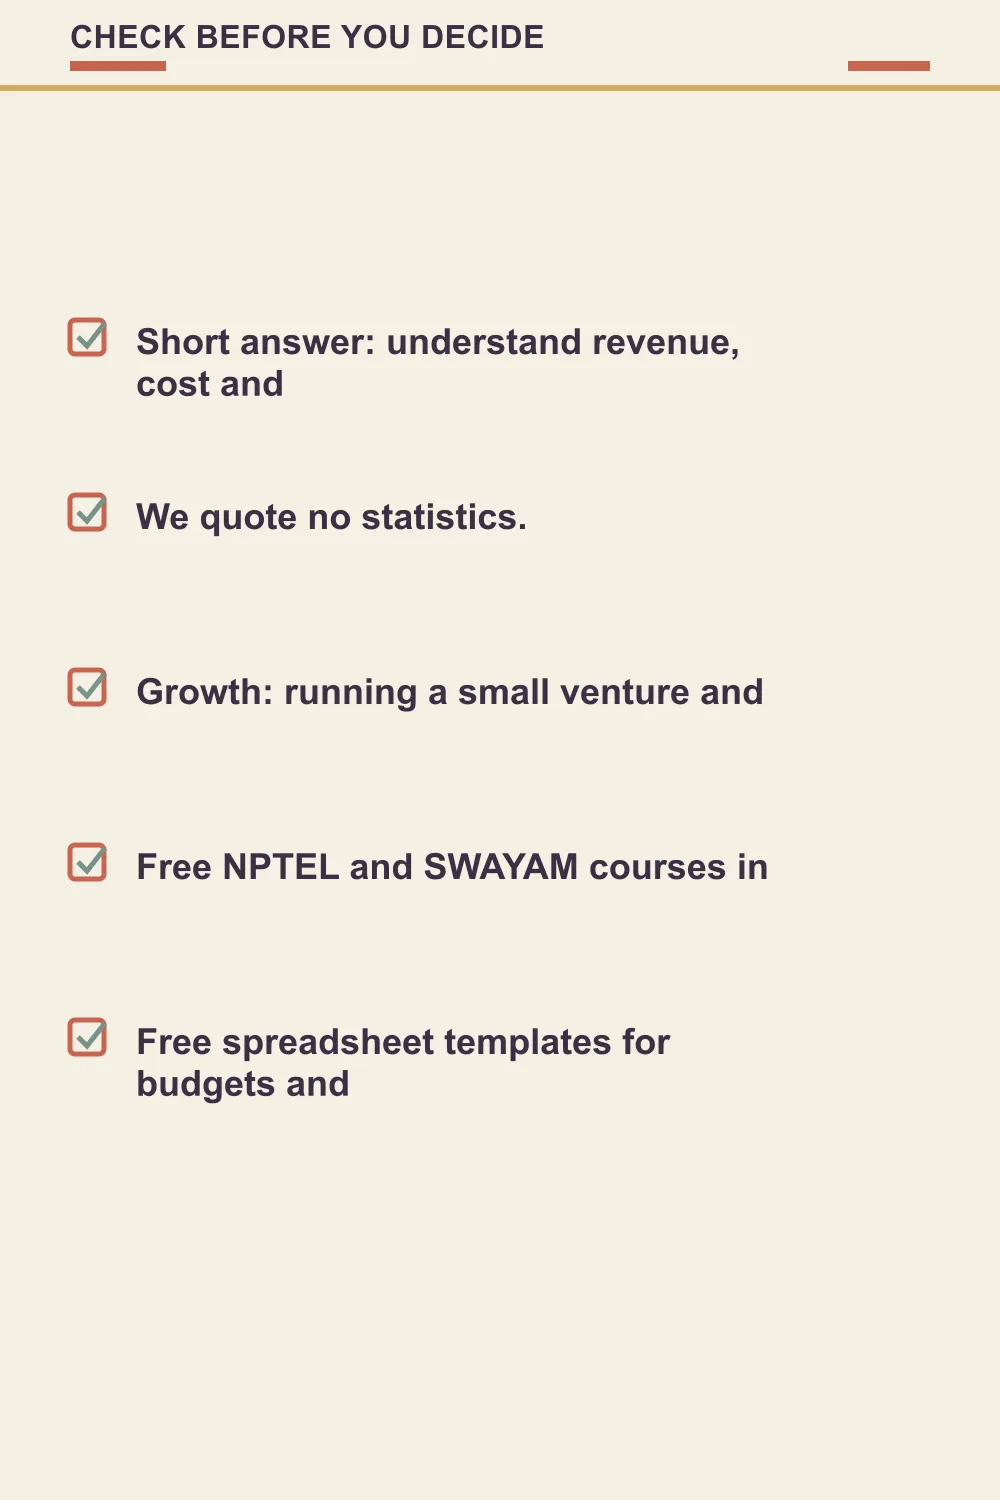 CHECK BEFORE YOU DECIDE
Short answer: understand revenue,
cost and
We quote no statistics.
Growth: running a small venture and
Free NPTEL and SWAYAM courses in
Free spreadsheet templates for
budgets and